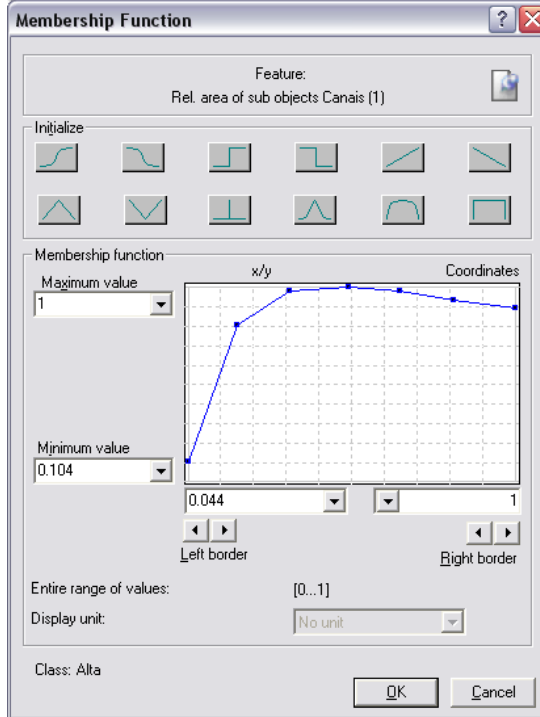 Membership Function
Feature:
Rel. area of sub objects Canais (1)
Initialize
Membership function
x/y
Coordinates
Maximum value
1
Minimum value
0.104
0.044
1
Left border
Right border
Entire range of values:
[0...1]
Display unit:
No unit
Class: Alta
OK
Cancel